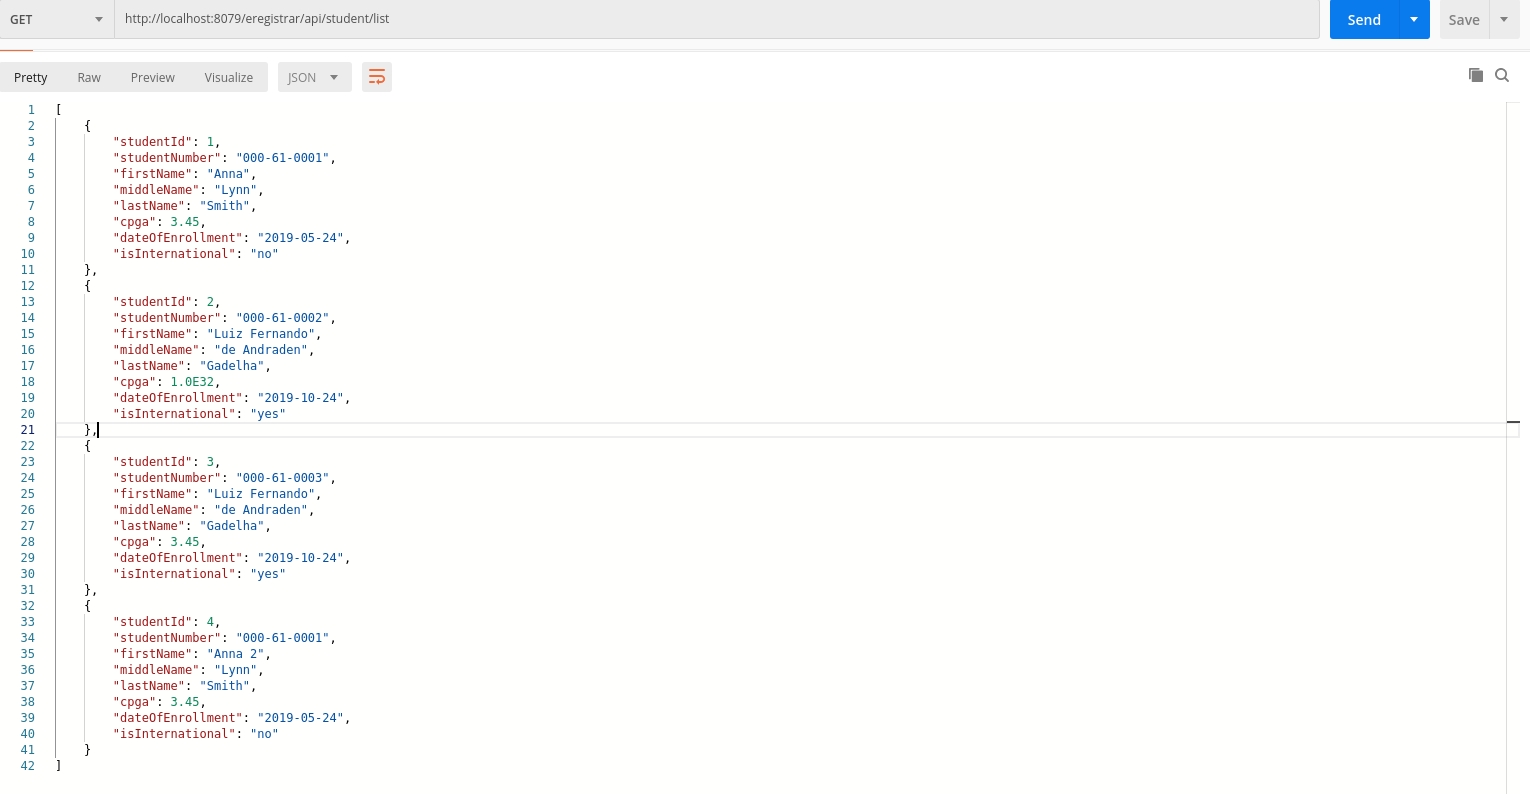 GET http://localhost:8079/eregistrar/api/student/list Send Save
Pretty Raw Preview Visualize JSON
1 [
2 {
3 "studentId": 1,
4 "studentNumber": "000-61-0001",
5 "firstName": "Anna",
6 "middleName": "Lynn",
7 "lastName": "Smith",
8 "cpga": 3.45,
9 "dateOfEnrollment": "2019-05-24",
10 "isInternational": "no"
11 },
12 {
13 "studentId": 2,
14 "studentNumber": "000-61-0002",
15 "firstName": "Luiz Fernando",
16 "middleName": "de Andraden",
17 "lastName": "Gadelha",
18 "cpga": 1.0E32,
19 "dateOfEnrollment": "2019-10-24",
20 "isInternational": "yes"
21 },
22 {
23 "studentId": 3,
24 "studentNumber": "000-61-0003",
25 "firstName": "Luiz Fernando",
26 "middleName": "de Andraden",
27 "lastName": "Gadelha",
28 "cpga": 3.45,
29 "dateOfEnrollment": "2019-10-24",
30 "isInternational": "yes"
31 },
32 {
33 "studentId": 4,
34 "studentNumber": "000-61-0001",
35 "firstName": "Anna 2",
36 "middleName": "Lynn",
37 "lastName": "Smith",
38 "cpga": 3.45,
39 "dateOfEnrollment": "2019-05-24",
40 "isInternational": "no"
41 }
42 ]